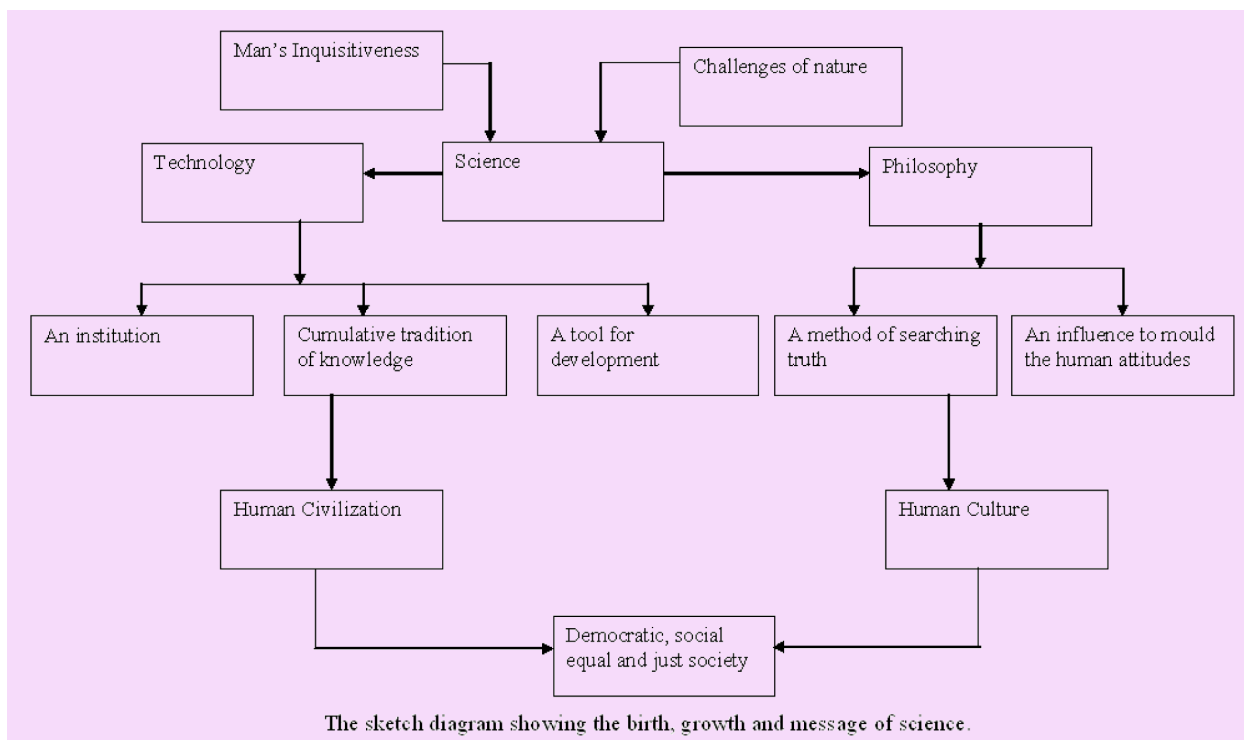 Man's Inquisitiveness
Challenges of nature
Technology
Science
Philosophy
An institution
Cumulative tradition
of knowledge
A tool for
development
A method of searching
truth
An influence to mould
the human attitudes
Human Civilization
Human Culture
Democratic, social
equal and just society
The sketch diagram showing the birth, growth and message of science.